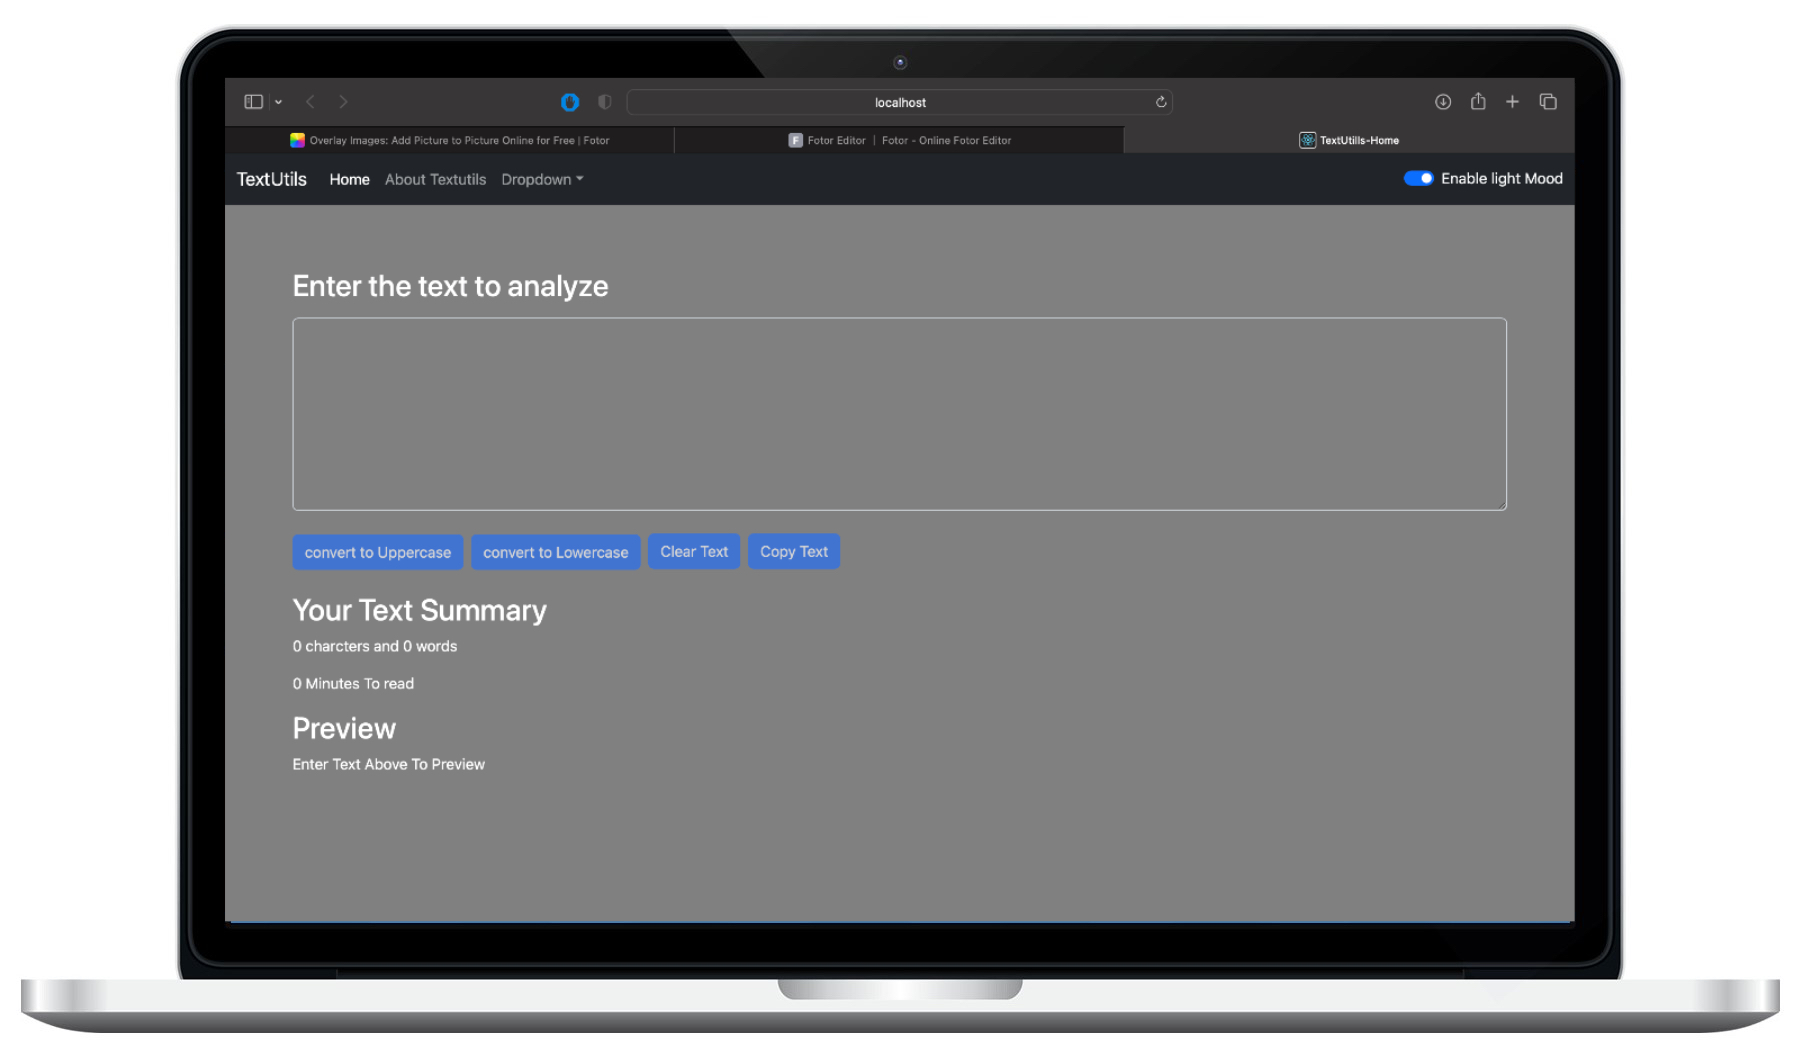 localhost
Overlay Images: Add Picture to Picture Online for Free | Fotor
F Fotor Editor | Fotor - Online Fotor Editor
TextUtills-Home
TextUtils Home About Textutils Dropdown
Enable light Mood
Enter the text to analyze
convert to Uppercase convert to Lowercase Clear Text Copy Text
Your Text Summary
0 charcters and 0 words
0 Minutes To read
Preview
Enter Text Above To Preview